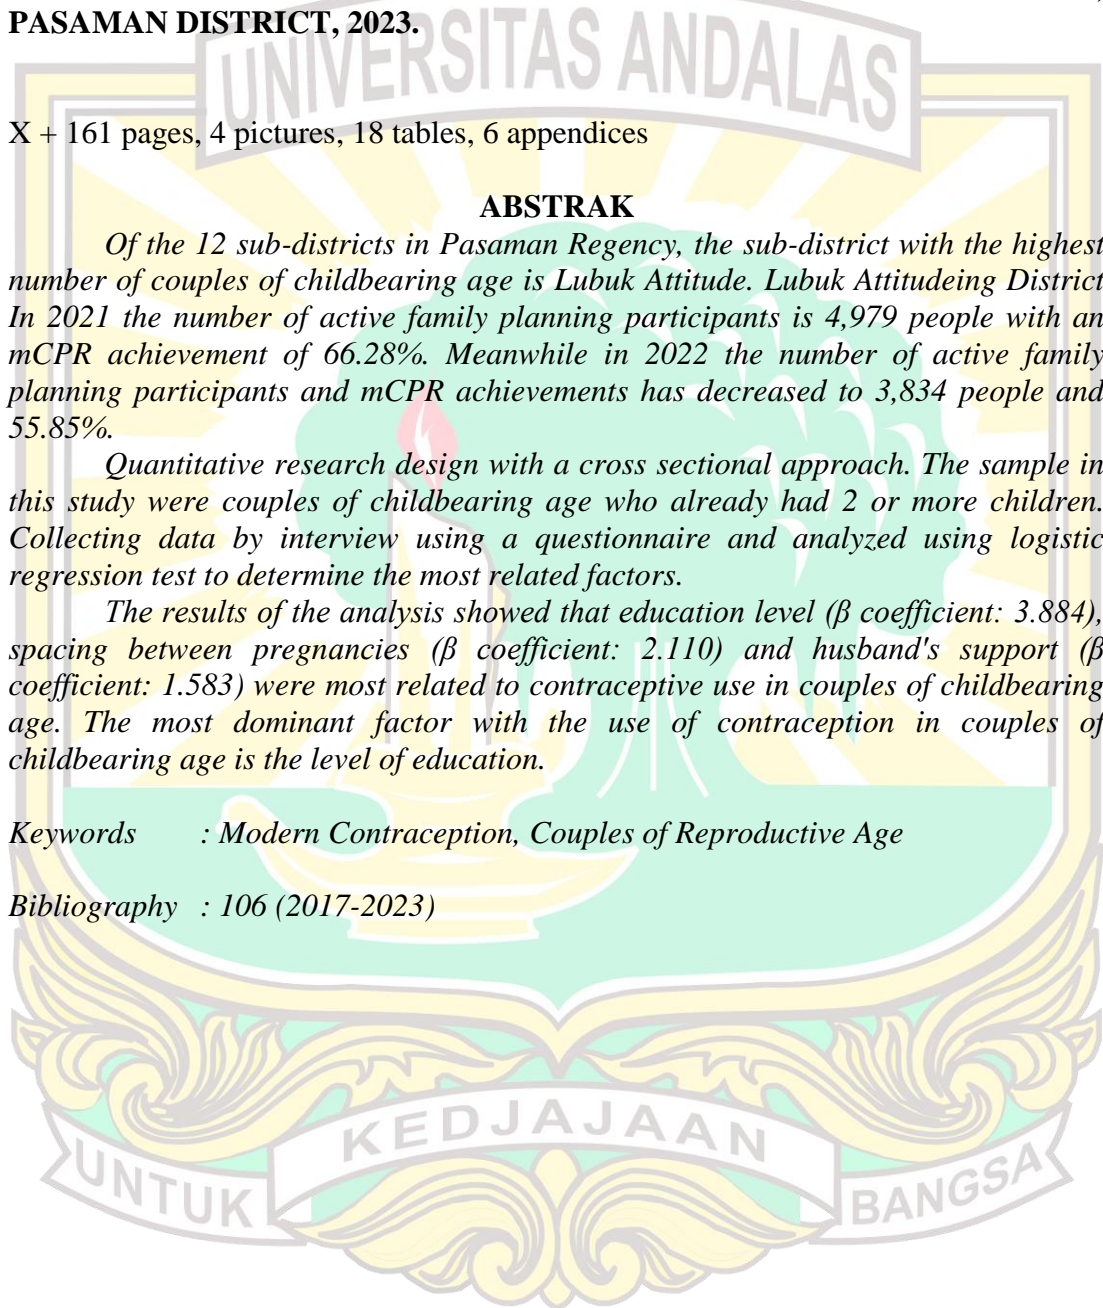 PASAMAN DISTRICT, 2023.
UNIVERSITAS ANDALAS
X + 161 pages, 4 pictures, 18 tables, 6 appendices
ABSTRAK
Of the 12 sub-districts in Pasaman Regency, the sub-district with the highest
number of couples of childbearing age is Lubuk Attitude. Lubuk Attitudeing District
In 2021 the number of active family planning participants is 4,979 people with an
mCPR achievement of 66.28%. Meanwhile in 2022 the number of active family
planning participants and mCPR achievements has decreased to 3,834 people and
55.85%.
Quantitative research design with a cross sectional approach. The sample in
this study were couples of childbearing age who already had 2 or more children.
Collecting data by interview using a questionnaire and analyzed using logistic
regression test to determine the most related factors.
The results of the analysis showed that education level (β coefficient: 3.884),
spacing between pregnancies (β coefficient: 2.110) and husband's support (β
coefficient: 1.583) were most related to contraceptive use in couples of childbearing
age. The most dominant factor with the use of contraception in couples of
childbearing age is the level of education.
Keywords : Modern Contraception, Couples of Reproductive Age
Bibliography : 106 (2017-2023)
UNTUK KEDJAJAAN BANGSA